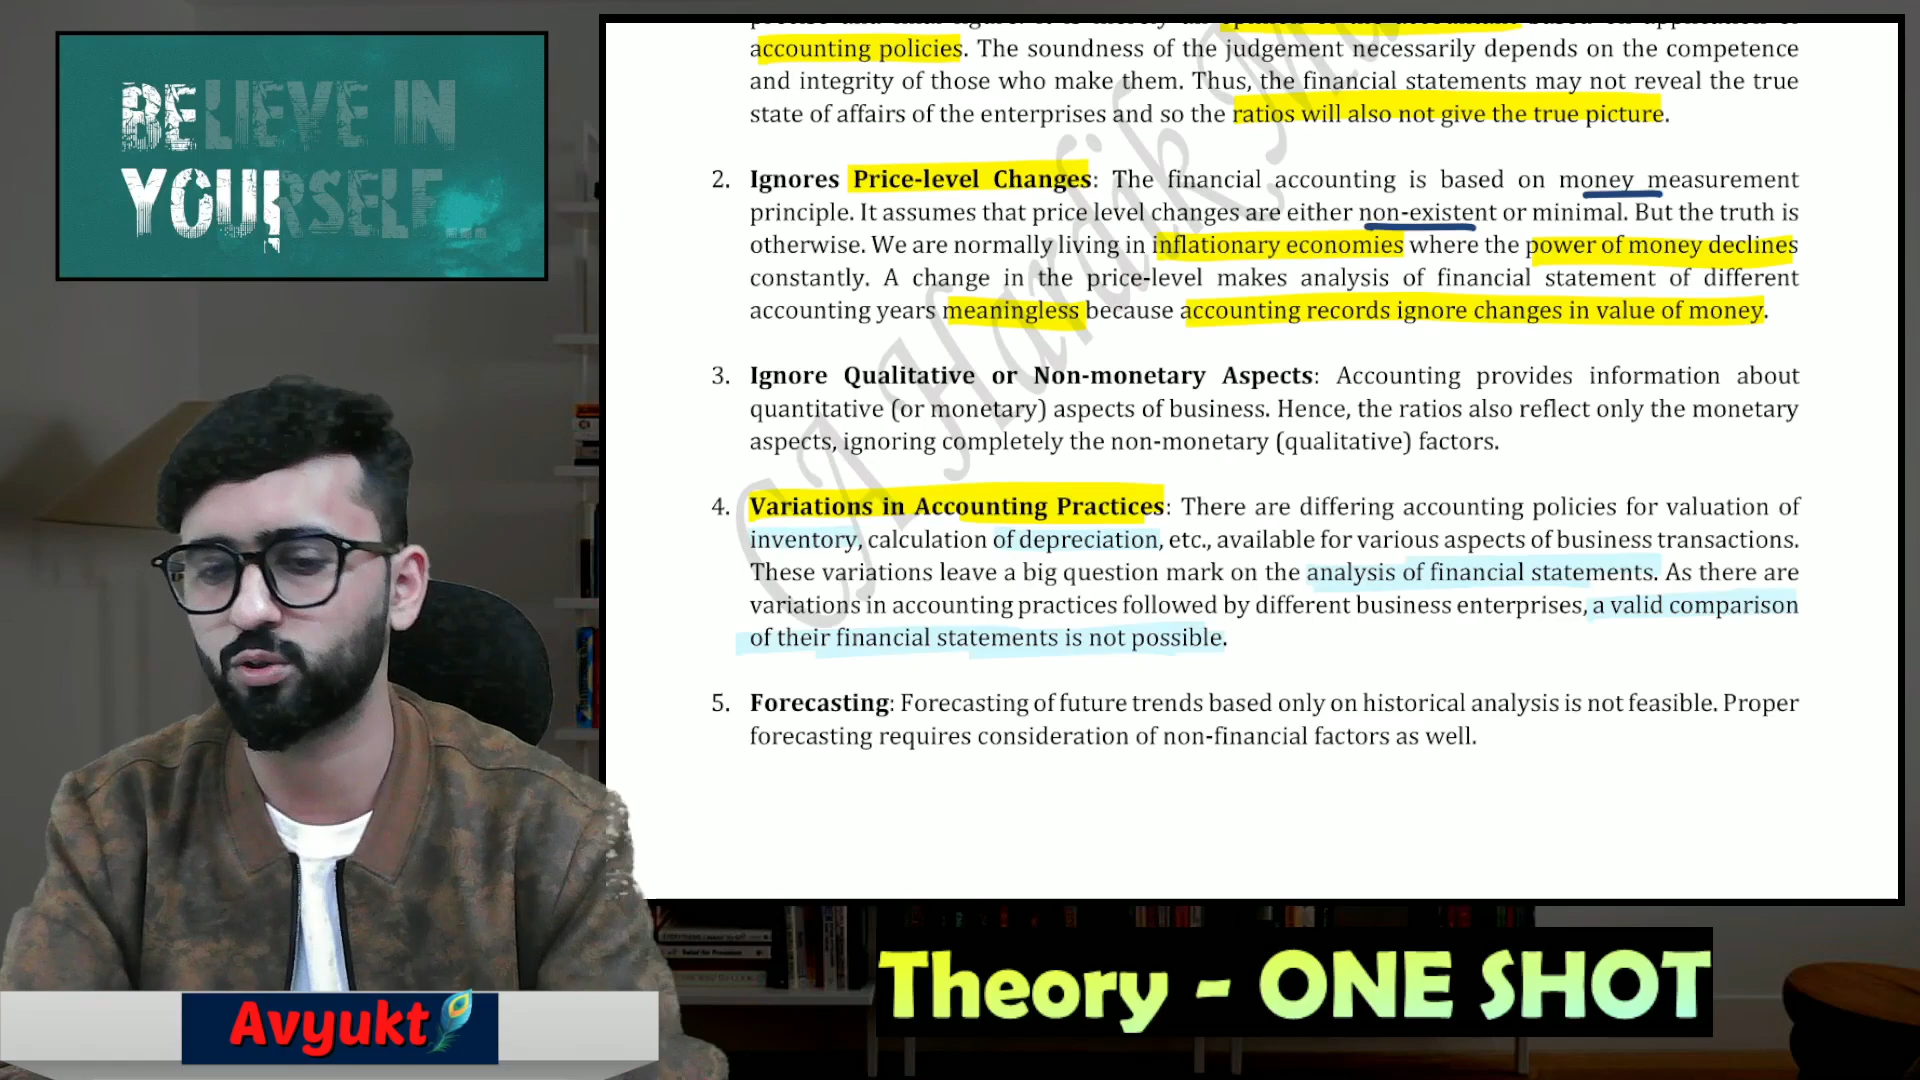 BELIEVE IN
YOURSELF...
accounting policies. The soundness of the judgement necessarily depends on the competence
and integrity of those who make them. Thus, the financial statements may not reveal the true
state of affairs of the enterprises and so the ratios will also not give the true picture.
2. Ignores Price-level Changes: The financial accounting is based on money measurement
principle. It assumes that price level changes are either non-existent or minimal. But the truth is
otherwise. We are normally living in inflationary economies where the power of money declines
constantly. A change in the price-level makes analysis of financial statement of different
accounting years meaningless because accounting records ignore changes in value of money.
3. Ignore Qualitative or Non-monetary Aspects: Accounting provides information about
quantitative (or monetary) aspects of business. Hence, the ratios also reflect only the monetary
aspects, ignoring completely the non-monetary (qualitative) factors.
4. Variations in Accounting Practices: There are differing accounting policies for valuation of
inventory, calculation of depreciation, etc., available for various aspects of business transactions.
These variations leave a big question mark on the analysis of financial statements. As there are
variations in accounting practices followed by different business enterprises, a valid comparison
of their financial statements is not possible.
5. Forecasting: Forecasting of future trends based only on historical analysis is not feasible. Proper
forecasting requires consideration of non-financial factors as well.
CA Hardik
Avyukt
Theory - ONE SHOT